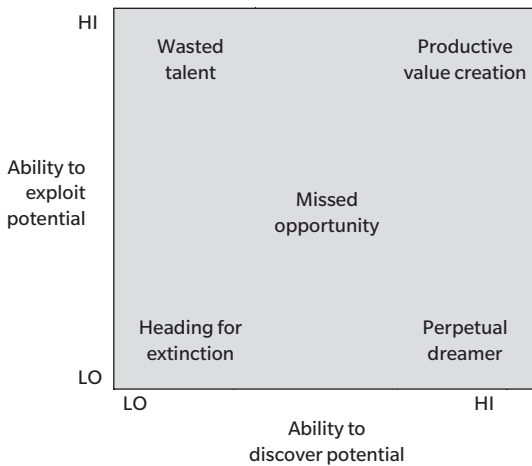 HI
Wasted
talent
Productive
value creation
Ability to
exploit
potential
Missed
opportunity
Heading for
extinction
Perpetual
dreamer
LO
LO
HI
Ability to
discover potential